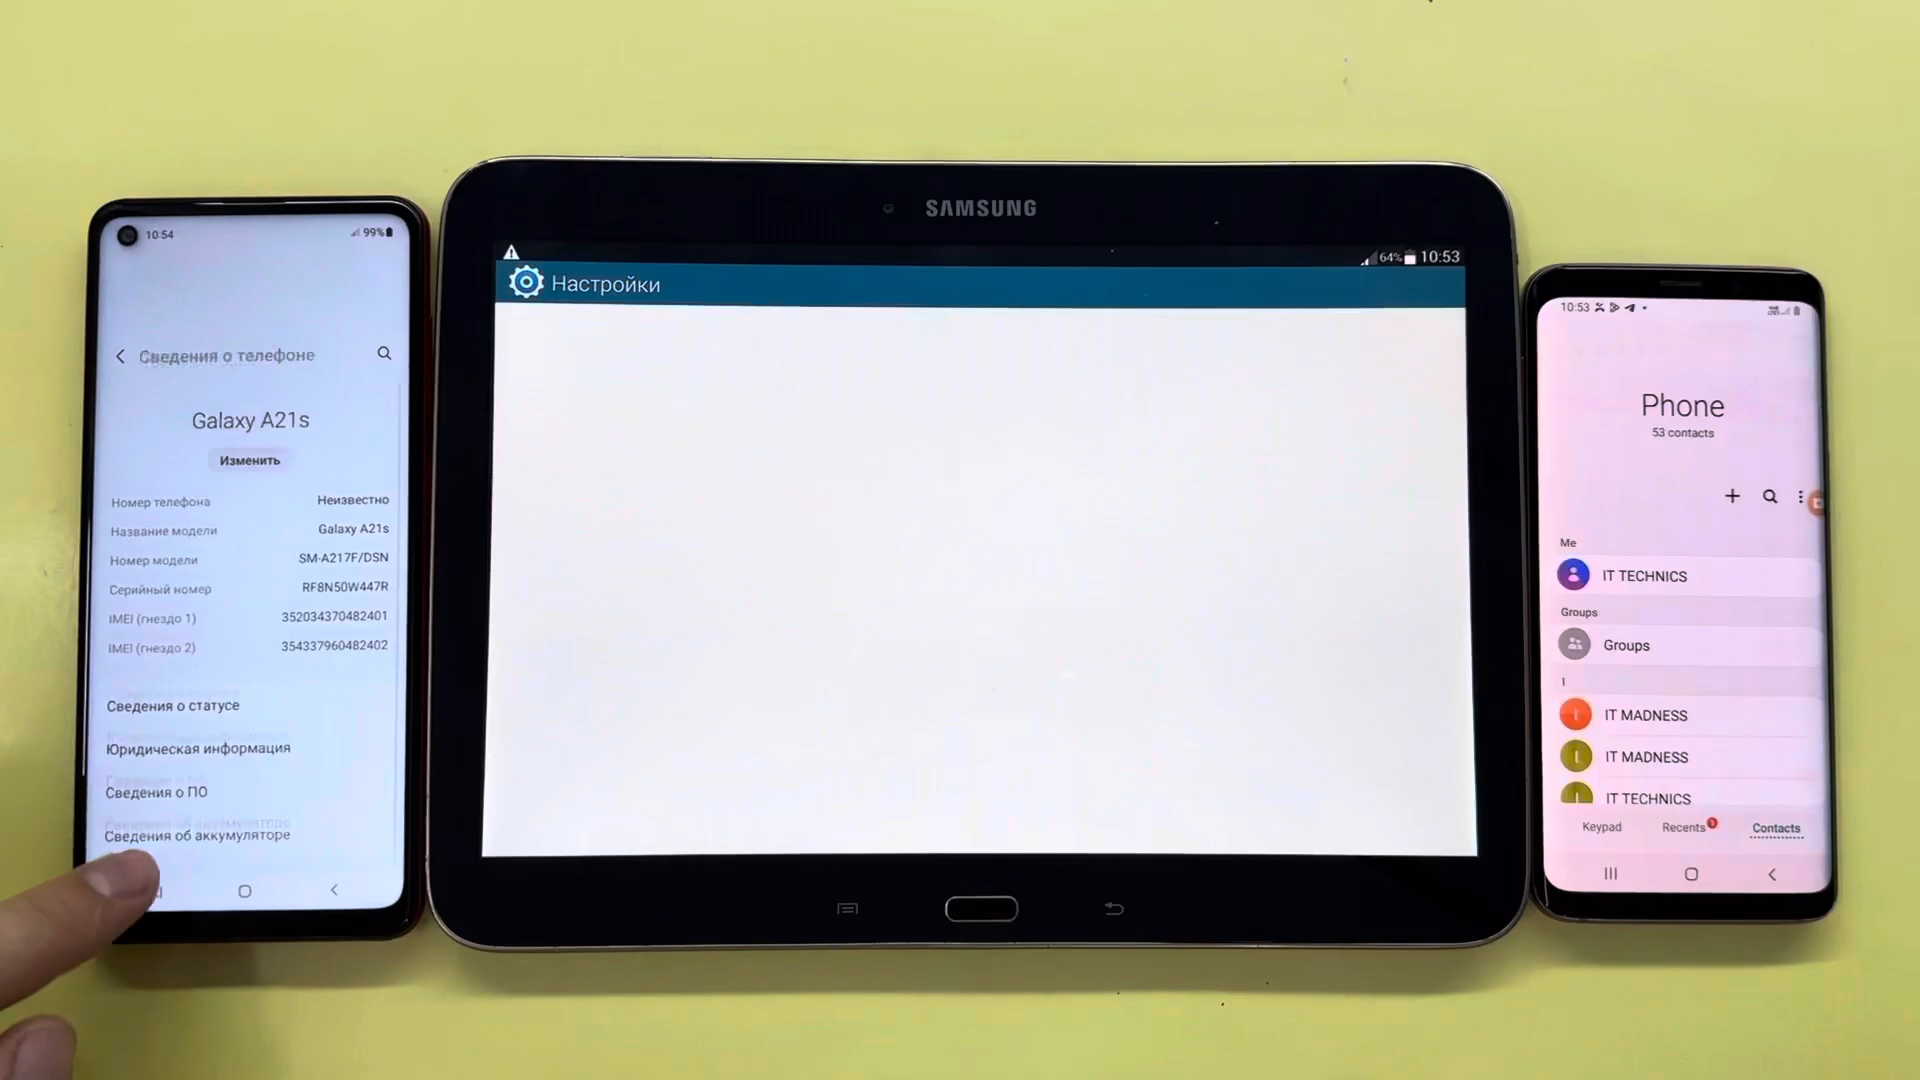 10:54
99%
Сведения о телефоне
Galaxy A21s
Изменить
Номер телефона Неизвестно
Название модели Galaxy A21s
Номер модели SM-A217F/DSN
Серийный номер RF8N50W447R
IMEI (гнездо 1) 352034370482401
IMEI (гнездо 2) 354337960482402
Сведения о статусе
Юридическая информация
Сведения о ПО
Сведения об аккумуляторе
SAMSUNG
64% 10:53
Настройки
10:53
Phone
53 contacts
Me
IT TECHNICS
Groups
Groups
I
I IT MADNESS
I IT MADNESS
I IT TECHNICS
Keypad Recents 1 Contacts